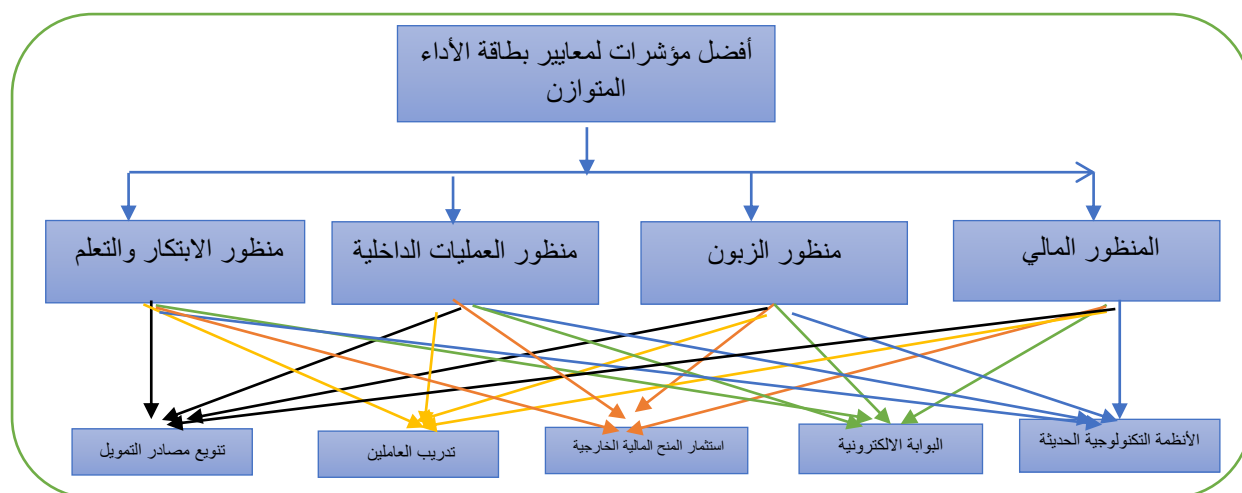 أفضل مؤشرات لمعايير بطاقة الأداء
المتوازن
المنظور المالي
منظور الزبون
منظور العمليات الداخلية
منظور الابتكار والتعلم
الأنظمة التكنولوجية الحديثة
البوابة الالكترونية
استثمار المنح المالية الخارجية
تدريب العاملين
تنويع مصادر التمويل